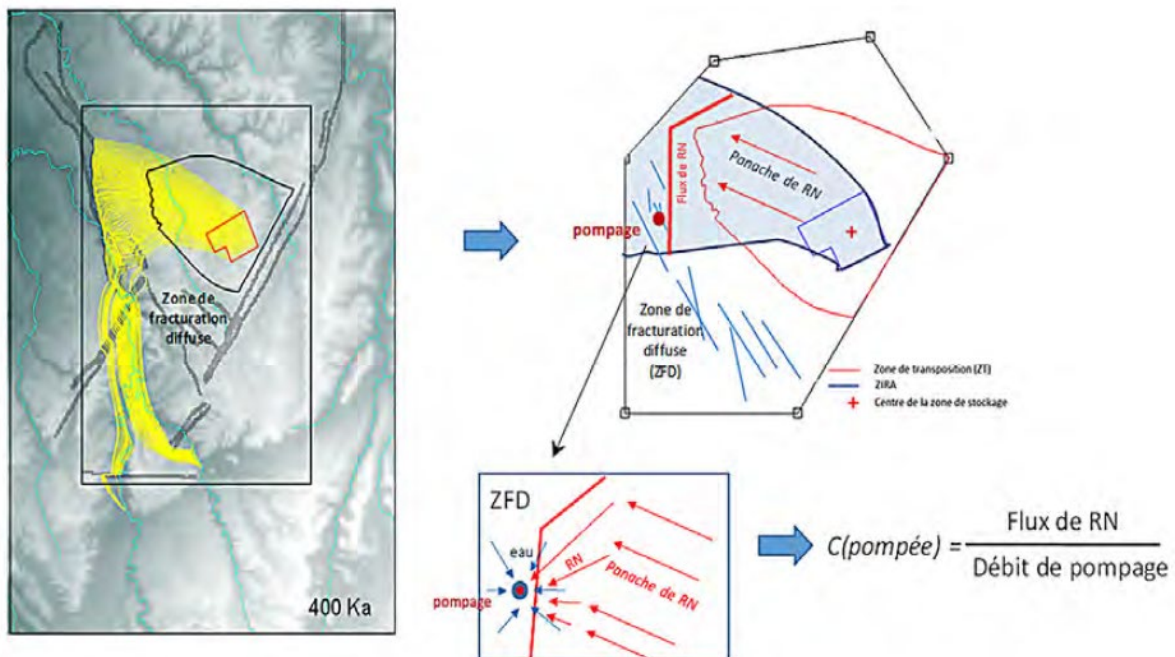 Zone de
fracturation
diffuse
400 Ka
Flux de RN
Panache de RN
pompage
Zone de
fracturation
diffuse
(ZFD)
Zone de transposition (ZT)
ZIRA
Centre de la zone de stockage
ZFD
eau
RN
Panache de RN
pompage
C(pompée) = Flux de RN
Débit de pompage